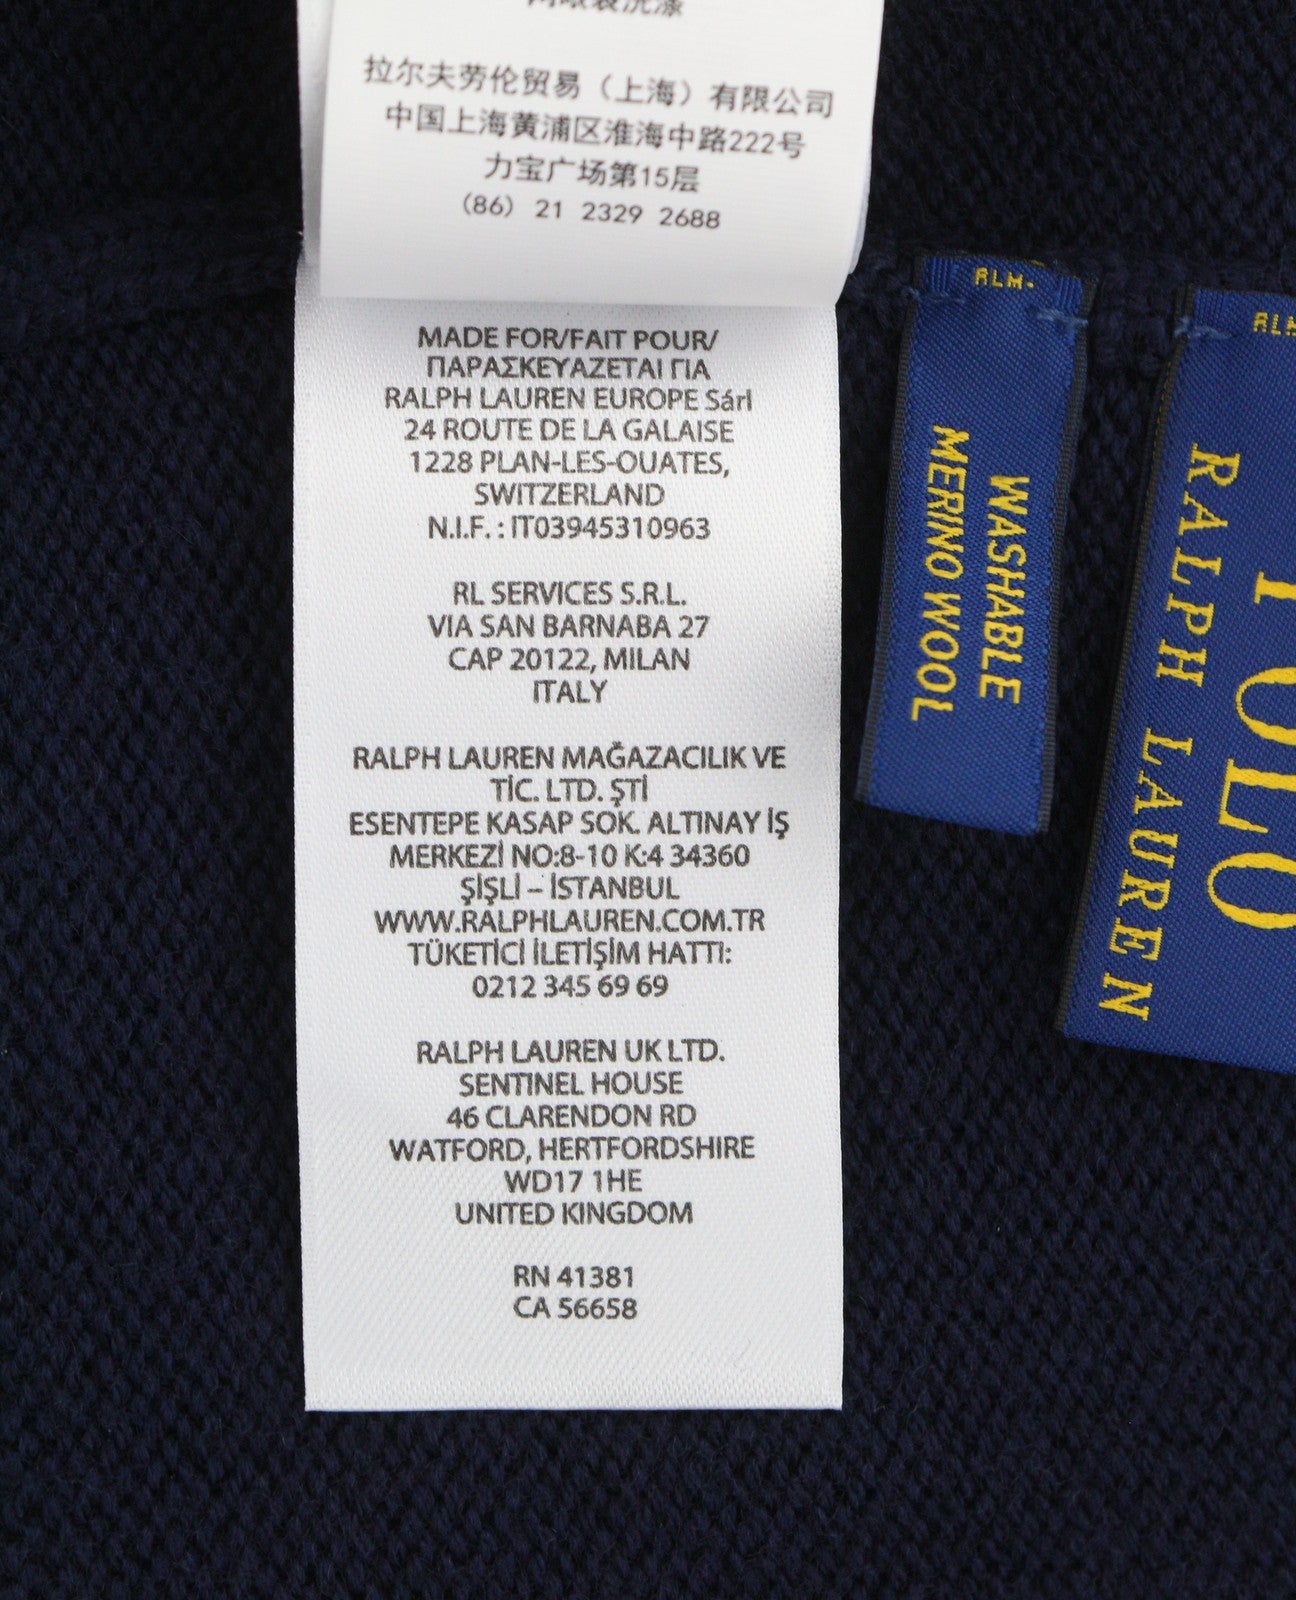 拉尔夫劳伦贸易（上海）有限公司
中国上海黄浦区淮海中路222号
力宝广场第15层
(86) 21 2329 2688
MADE FOR/FAIT POUR/
ΠΑΡΑΣΚΕΥΑΖΕΤΑΙ ΓΙΑ
RALPH LAUREN EUROPE Sárl
24 ROUTE DE LA GALAISE
1228 PLAN-LES-OUATES,
SWITZERLAND
N.I.F. : IT03945310963
RL SERVICES S.R.L.
VIA SAN BARNABA 27
CAP 20122, MILAN
ITALY
RALPH LAUREN MAĞAZACILIK VE
TİC. LTD. ŞTİ
ESENTEPE KASAP SOK. ALTINAY İŞ
MERKEZİ NO:8-10 K:4 34360
ŞİŞLİ – İSTANBUL
WWW.RALPHLAUREN.COM.TR
TÜKETİCİ İLETİŞİM HATTI:
0212 345 69 69
RALPH LAUREN UK LTD.
SENTINEL HOUSE
46 CLARENDON RD
WATFORD, HERTFORDSHIRE
WD17 1HE
UNITED KINGDOM
RN 41381
CA 56658
RLM-
WASHABLE
MERINO WOOL
RLM
POLO
RALPH LAUREN